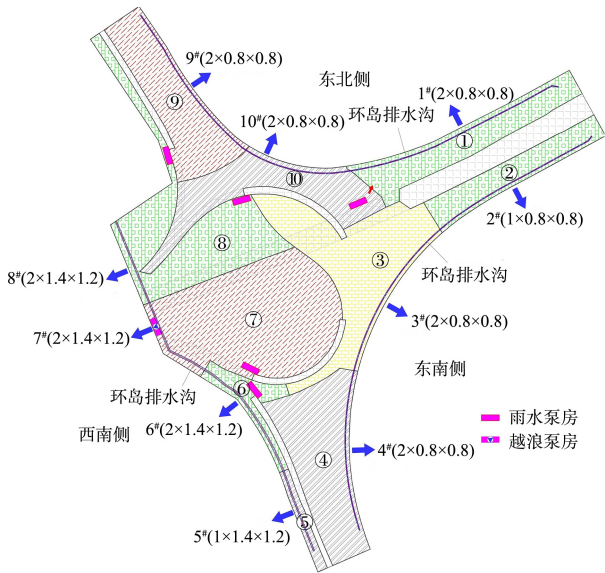 9#(2×0.8×0.8)
东北侧
1#(2×0.8×0.8)
⑨
10#(2×0.8×0.8)
环岛排水沟
①
②
⑩
2#(1×0.8×0.8)
⑧
③
环岛排水沟
8#(2×1.4×1.2)
⑦
3#(2×0.8×0.8)
7#(2×1.4×1.2)
东南侧
环岛排水沟
⑥
雨水泵房
西南侧
6#(2×1.4×1.2)
越浪泵房
④
4#(2×0.8×0.8)
⑤
5#(1×1.4×1.2)